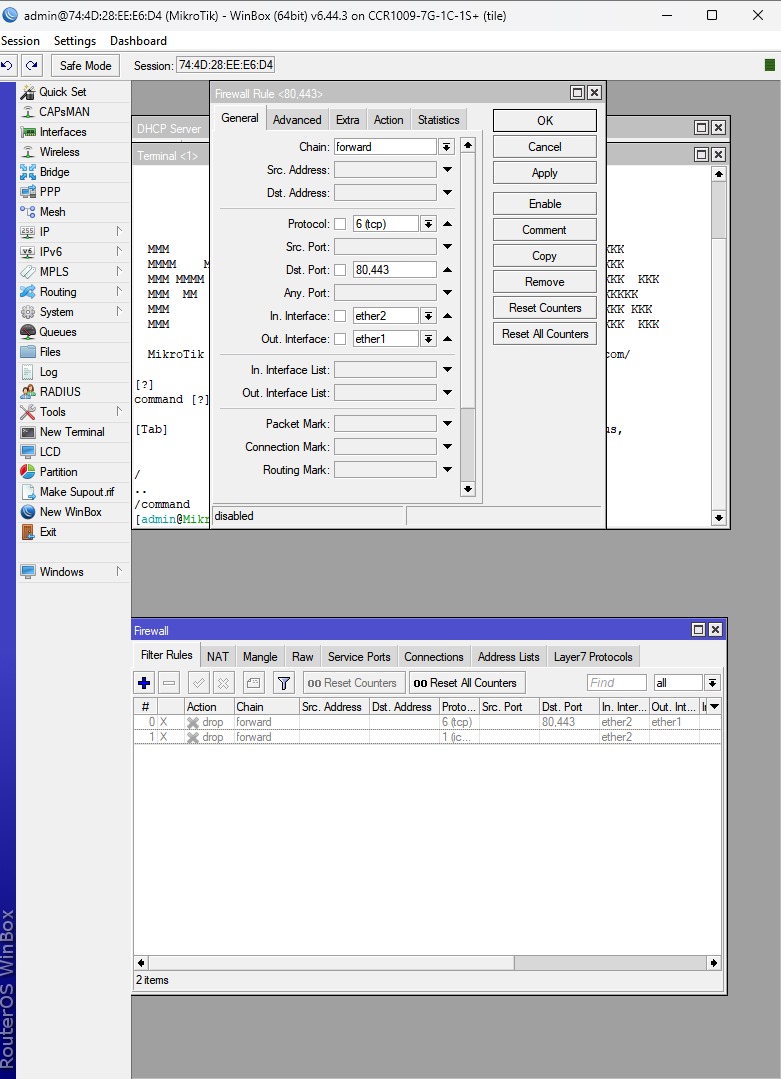 admin@74:4D:28:EE:E6:D4 (MikroTik) - WinBox (64bit) v6.44.3 on CCR1009-7G-1C-1S+ (tile)
Session Settings Dashboard
Safe Mode Session: 74:4D:28:EE:E6:D4
Quick Set
CAPsMAN
Interfaces
Wireless
Bridge
PPP
Mesh
IP
IPv6
MPLS
Routing
System
Queues
Files
Log
RADIUS
Tools
New Terminal
LCD
Partition
Make Supout.rif
New WinBox
Exit
Windows
RouterOS WinBox
DHCP Server
Terminal <1>
MMM KKK
MMMM M KKK
MMM MMMM KKK KKK
MMM MM KKKKK
MMM KKK KKK
MMM KKK KKK
MikroTik com/
[?]
command [?]
[Tab] us,
/
..
/command
[admin@Mikr
Firewall Rule <80,443>
General Advanced Extra Action Statistics
Chain: forward
Src. Address:
Dst. Address:
Protocol: 6 (tcp)
Src. Port:
Dst. Port: 80,443
Any. Port:
In. Interface: ether2
Out. Interface: ether1
In. Interface List:
Out. Interface List:
Packet Mark:
Connection Mark:
Routing Mark:
disabled
OK
Cancel
Apply
Enable
Comment
Copy
Remove
Reset Counters
Reset All Counters
Firewall
Filter Rules NAT Mangle Raw Service Ports Connections Address Lists Layer7 Protocols
00 Reset Counters 00 Reset All Counters Find all
# Action Chain Src. Address Dst. Address Proto... Src. Port Dst. Port In. Inter... Out. Int... I
0 X drop forward 6 (tcp) 80,443 ether2 ether1
1 X drop forward 1 (ic... ether2
2 items